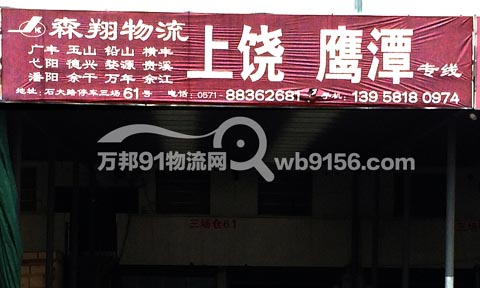 森翔物流
广丰 玉山 铅山 横丰
弋阳 德兴 婺源 贵溪
潘阳 余干 万年 余江
上饶 鹰潭 专线
地址: 石大路停车三场61号 电话: 0571-88362681 手机: 139 5818 0974
万邦91物流网 wb9156.com
三场仓61